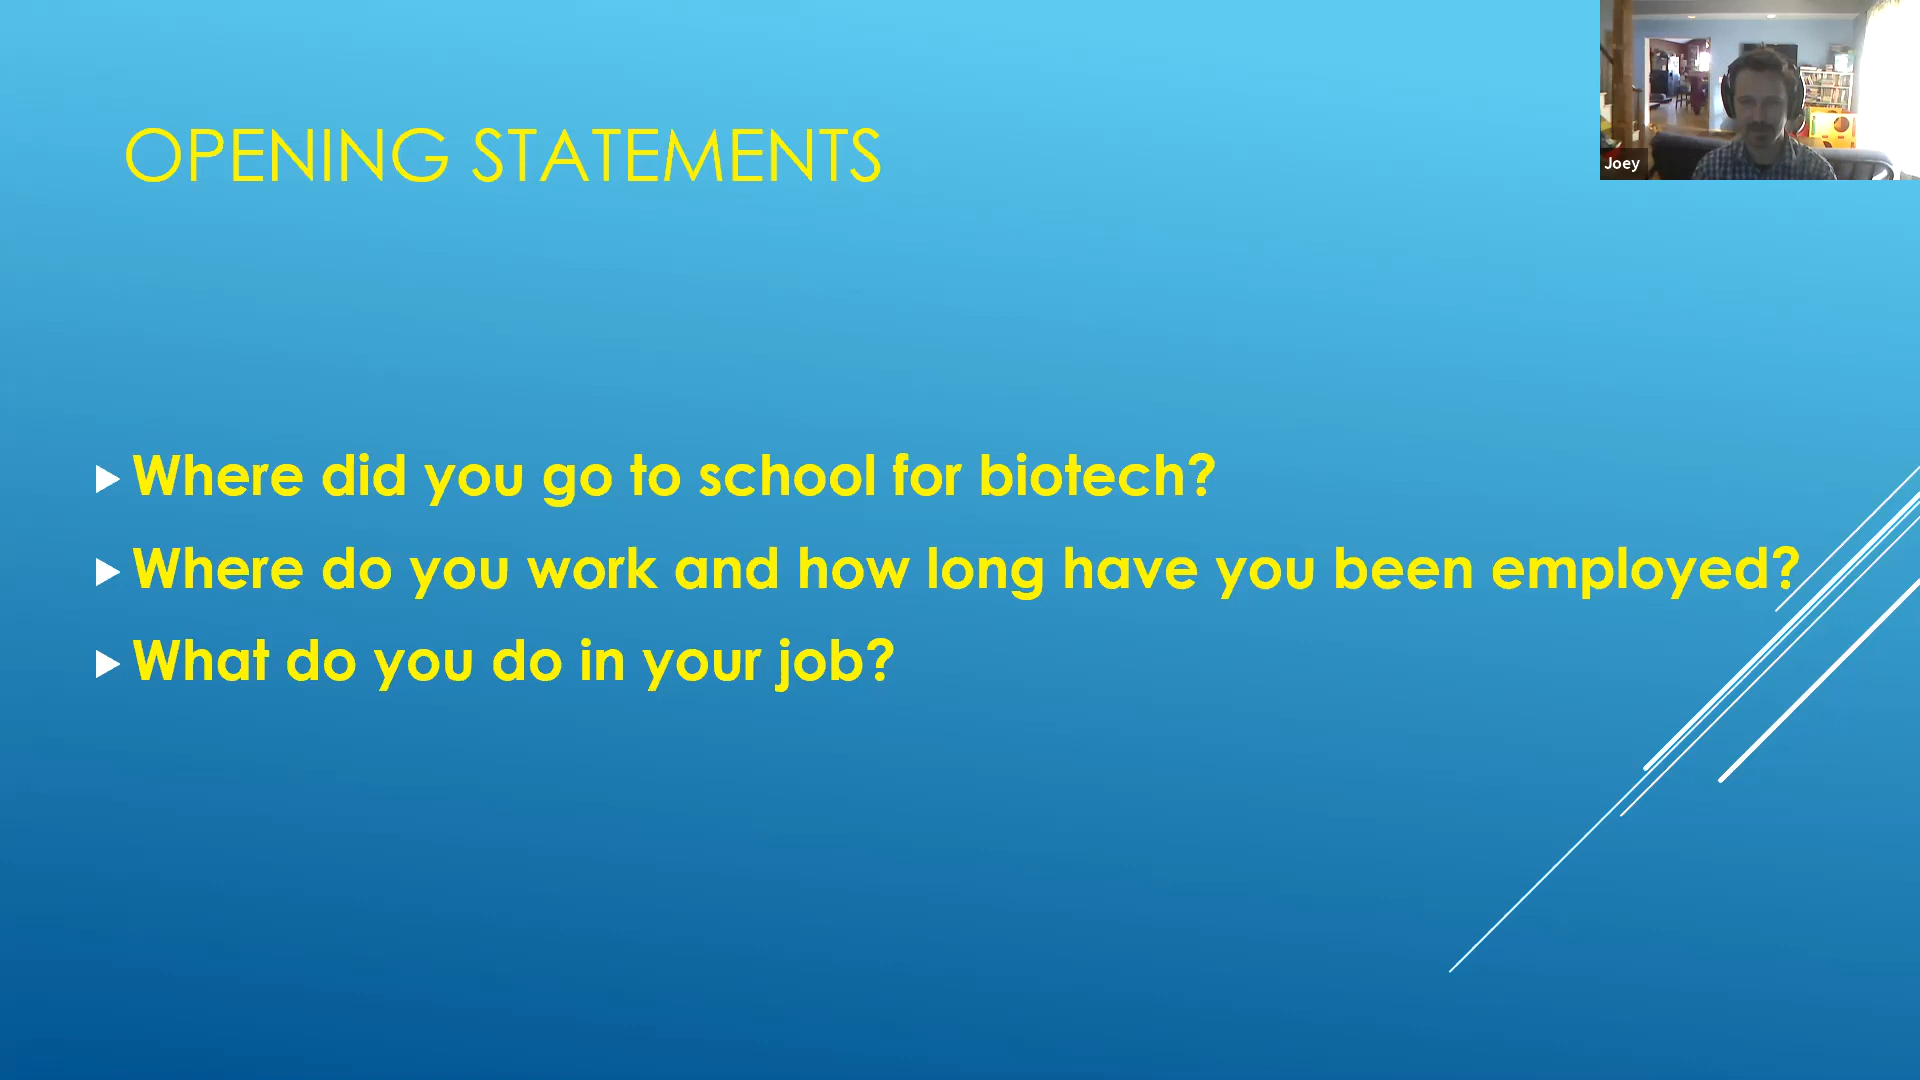 OPENING STATEMENTS
Where did you go to school for biotech?
Where do you work and how long have you been employed?
What do you do in your job?
Joey